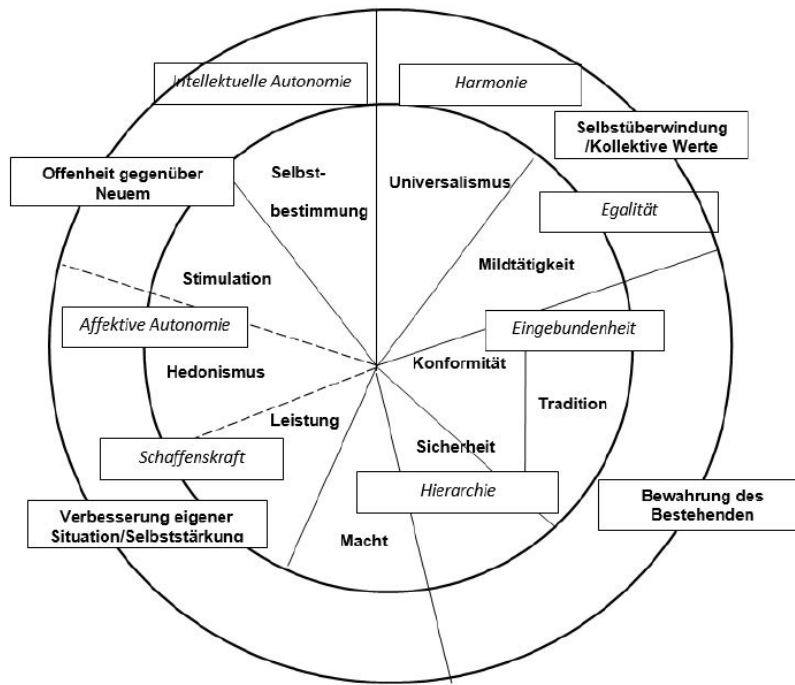 Intellektuelle Autonomie
Harmonie
Selbstüberwindung
/Kollektive Werte
Offenheit gegenüber
Neuem
Selbst-
bestimmung
Universalismus
Egalität
Stimulation
Mildtätigkeit
Affektive Autonomie
Eingebundenheit
Hedonismus
Konformität
Tradition
Leistung
Sicherheit
Schaffenskraft
Hierarchie
Bewahrung des
Bestehenden
Verbesserung eigener
Situation/Selbststärkung
Macht